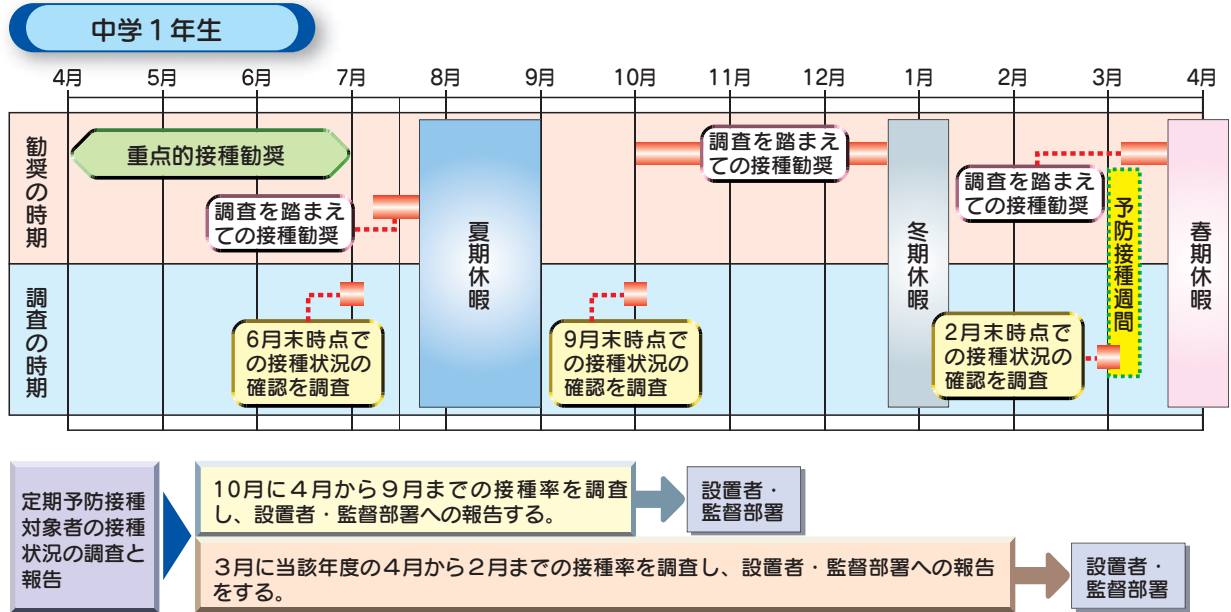 中学1年生
4月 5月 6月 7月 8月 9月 10月 11月 12月 1月 2月 3月 4月
勧奨の時期
重点的接種勧奨
調査を踏まえ
ての接種勧奨
夏期休暇
調査を踏まえ
ての接種勧奨
冬期休暇
調査を踏まえ
ての接種勧奨
予防接種週間
春期休暇
調査の時期
6月末時点で
の接種状況の
確認を調査
9月末時点で
の接種状況の
確認を調査
2月末時点で
の接種状況の
確認を調査
定期予防接種
対象者の接種
状況の調査と
報告
10月に4月から9月までの接種率を調査
し、設置者・監督部署への報告する。
設置者・
監督部署
3月に当該年度の4月から2月までの接種率を調査し、設置者・監督部署への報告
をする。
設置者・
監督部署